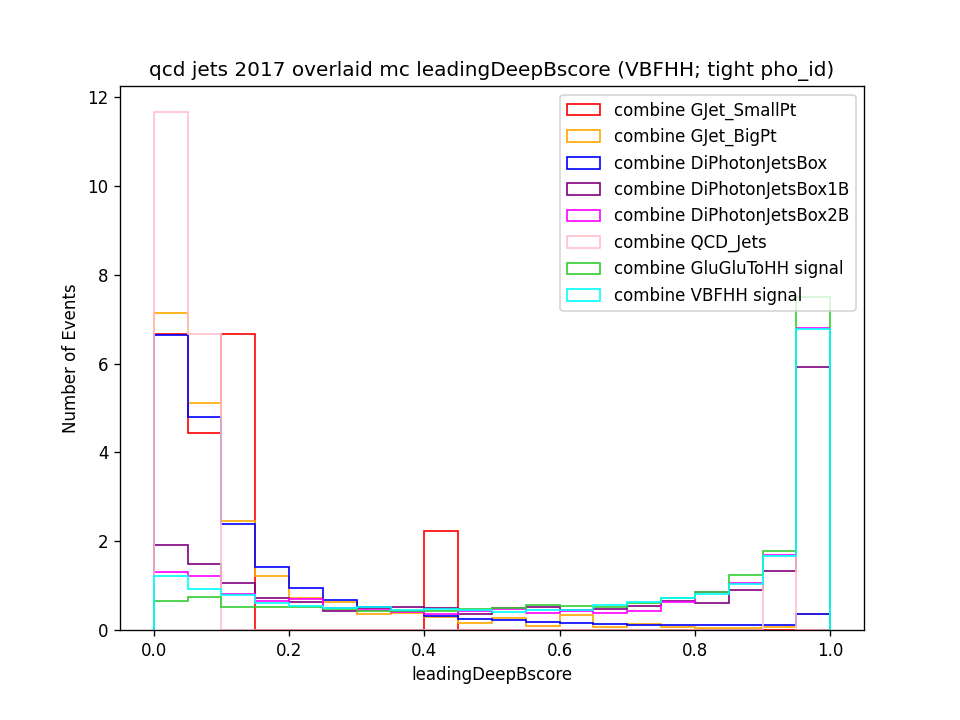 qcd jets 2017 overlaid mc leadingDeepBscore (VBFHH; tight pho_id)
12
10
8
6
4
2
0
Number of Events
combine GJet_SmallPt
combine GJet_BigPt
combine DiPhotonJetsBox
combine DiPhotonJetsBox1B
combine DiPhotonJetsBox2B
combine QCD_Jets
combine GluGluToHH signal
combine VBFHH signal
0.0 0.2 0.4 0.6 0.8 1.0
leadingDeepBscore